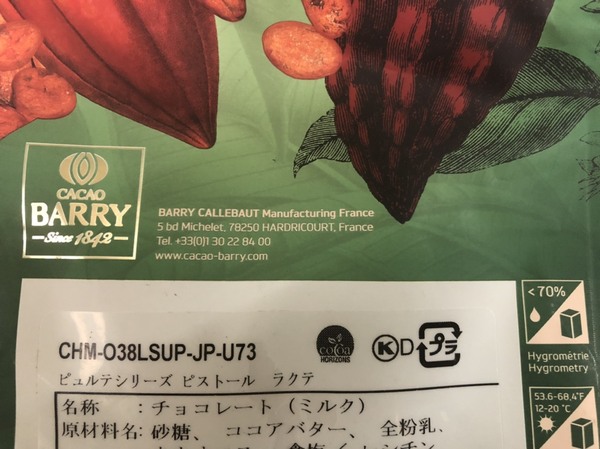 CACAO
BARRY
Since 1842
BARRY CALLEBAUT Manufacturing France
5 bd Michelet, 78250 HARDRICOURT, France
Tel. +33(0)1 30 22 84 00
www.cacao-barry.com
<70%
Hygrométrie
Hygrometry
53.6-68,4°F
12-20 °C
CHM-O38LSUP-JP-U73
cocoa
HORIZONS
K D プラ
ピュルテシリーズ ピストール ラクテ
名称 :チョコレート (ミルク)
原材料名: 砂糖、 ココアバター、 全粉乳、